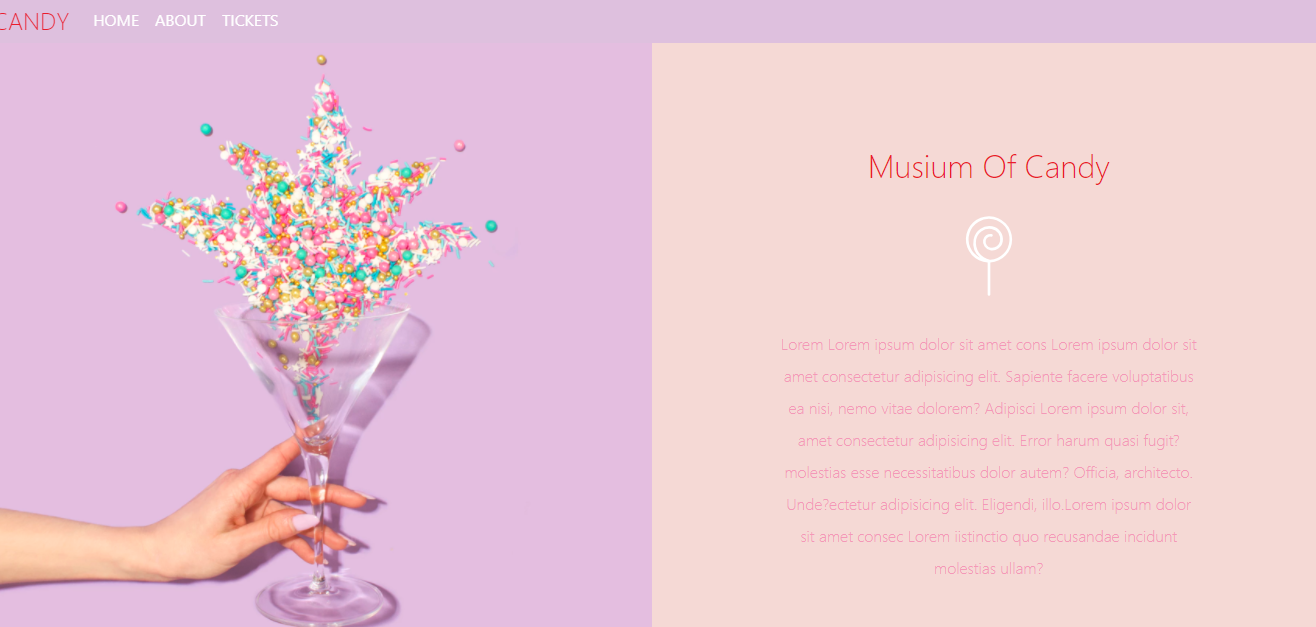 CANDY HOME ABOUT TICKETS
Musium Of Candy
Lorem Lorem ipsum dolor sit amet cons Lorem ipsum dolor sit
amet consectetur adipisicing elit. Sapiente facere voluptatibus
ea nisi, nemo vitae dolorem? Adipisci Lorem ipsum dolor sit,
amet consectetur adipisicing elit. Error harum quasi fugit?
molestias esse necessitatibus dolor autem? Officia, architecto.
Unde?ectetur adipisicing elit. Eligendi, illo.Lorem ipsum dolor
sit amet consec Lorem iistinctio quo recusandae incidunt
molestias ullam?